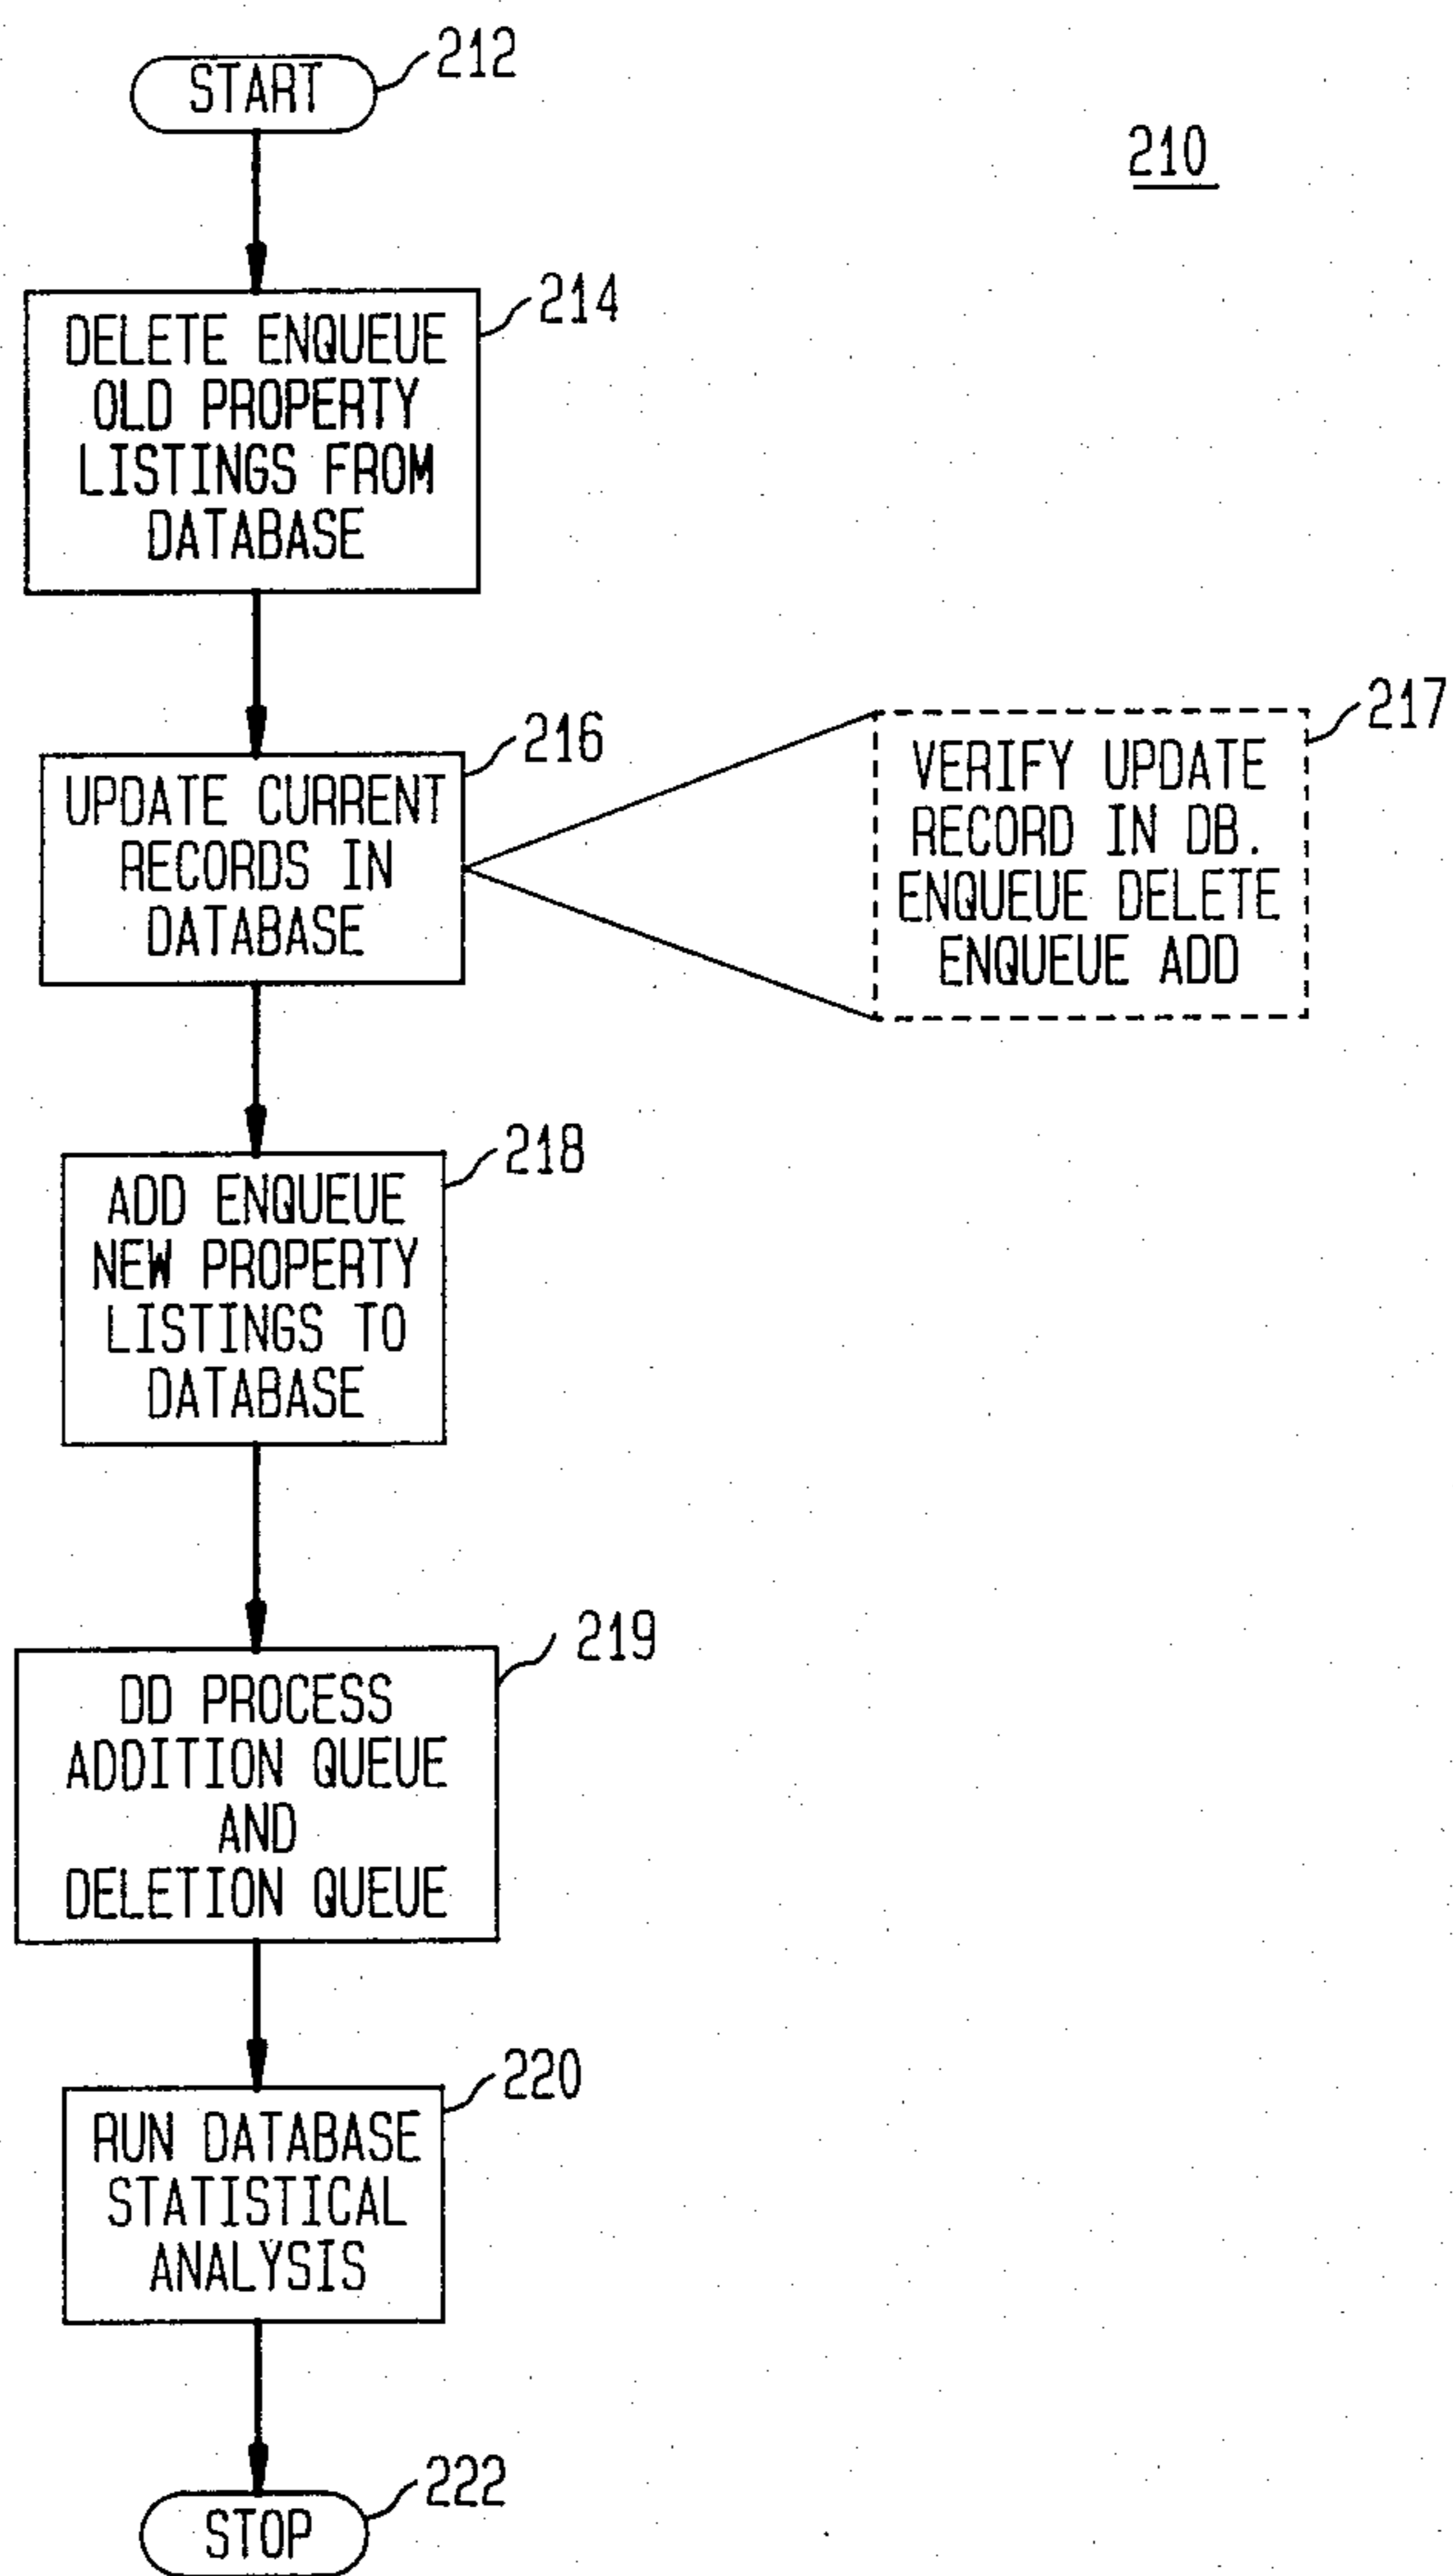 212
START
210
214
DELETE ENQUEUE
OLD PROPERTY
LISTINGS FROM
DATABASE
216
UPDATE CURRENT
RECORDS IN
DATABASE
217
VERIFY UPDATE
RECORD IN DB.
ENQUEUE DELETE
ENQUEUE ADD
218
ADD ENQUEUE
NEW PROPERTY
LISTINGS TO
DATABASE
219
DD PROCESS
ADDITION QUEUE
AND
DELETION QUEUE
220
RUN DATABASE
STATISTICAL
ANALYSIS
222
STOP